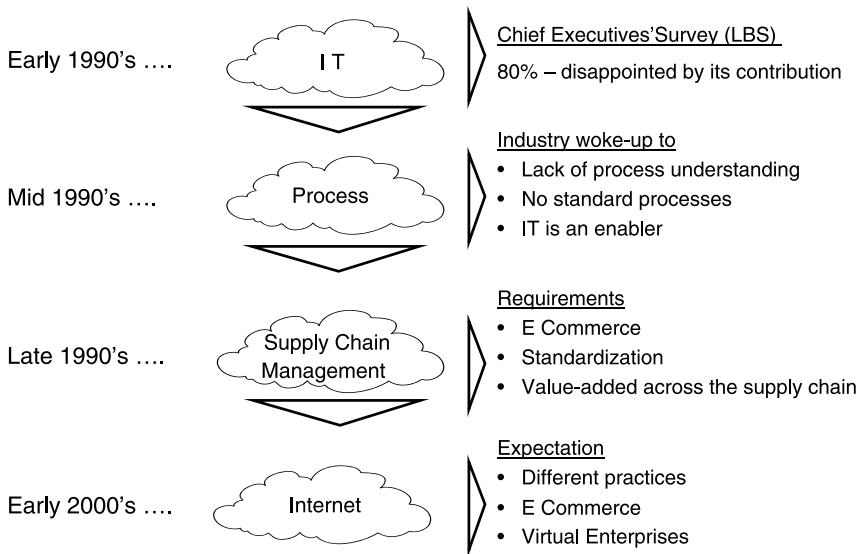 Early 1990's ….
I T
Chief Executives'Survey (LBS)
80% – disappointed by its contribution
Mid 1990's ….
Process
Industry woke-up to
• Lack of process understanding
• No standard processes
• IT is an enabler
Late 1990's ….
Supply Chain
Management
Requirements
• E Commerce
• Standardization
• Value-added across the supply chain
Early 2000's ….
Internet
Expectation
• Different practices
• E Commerce
• Virtual Enterprises